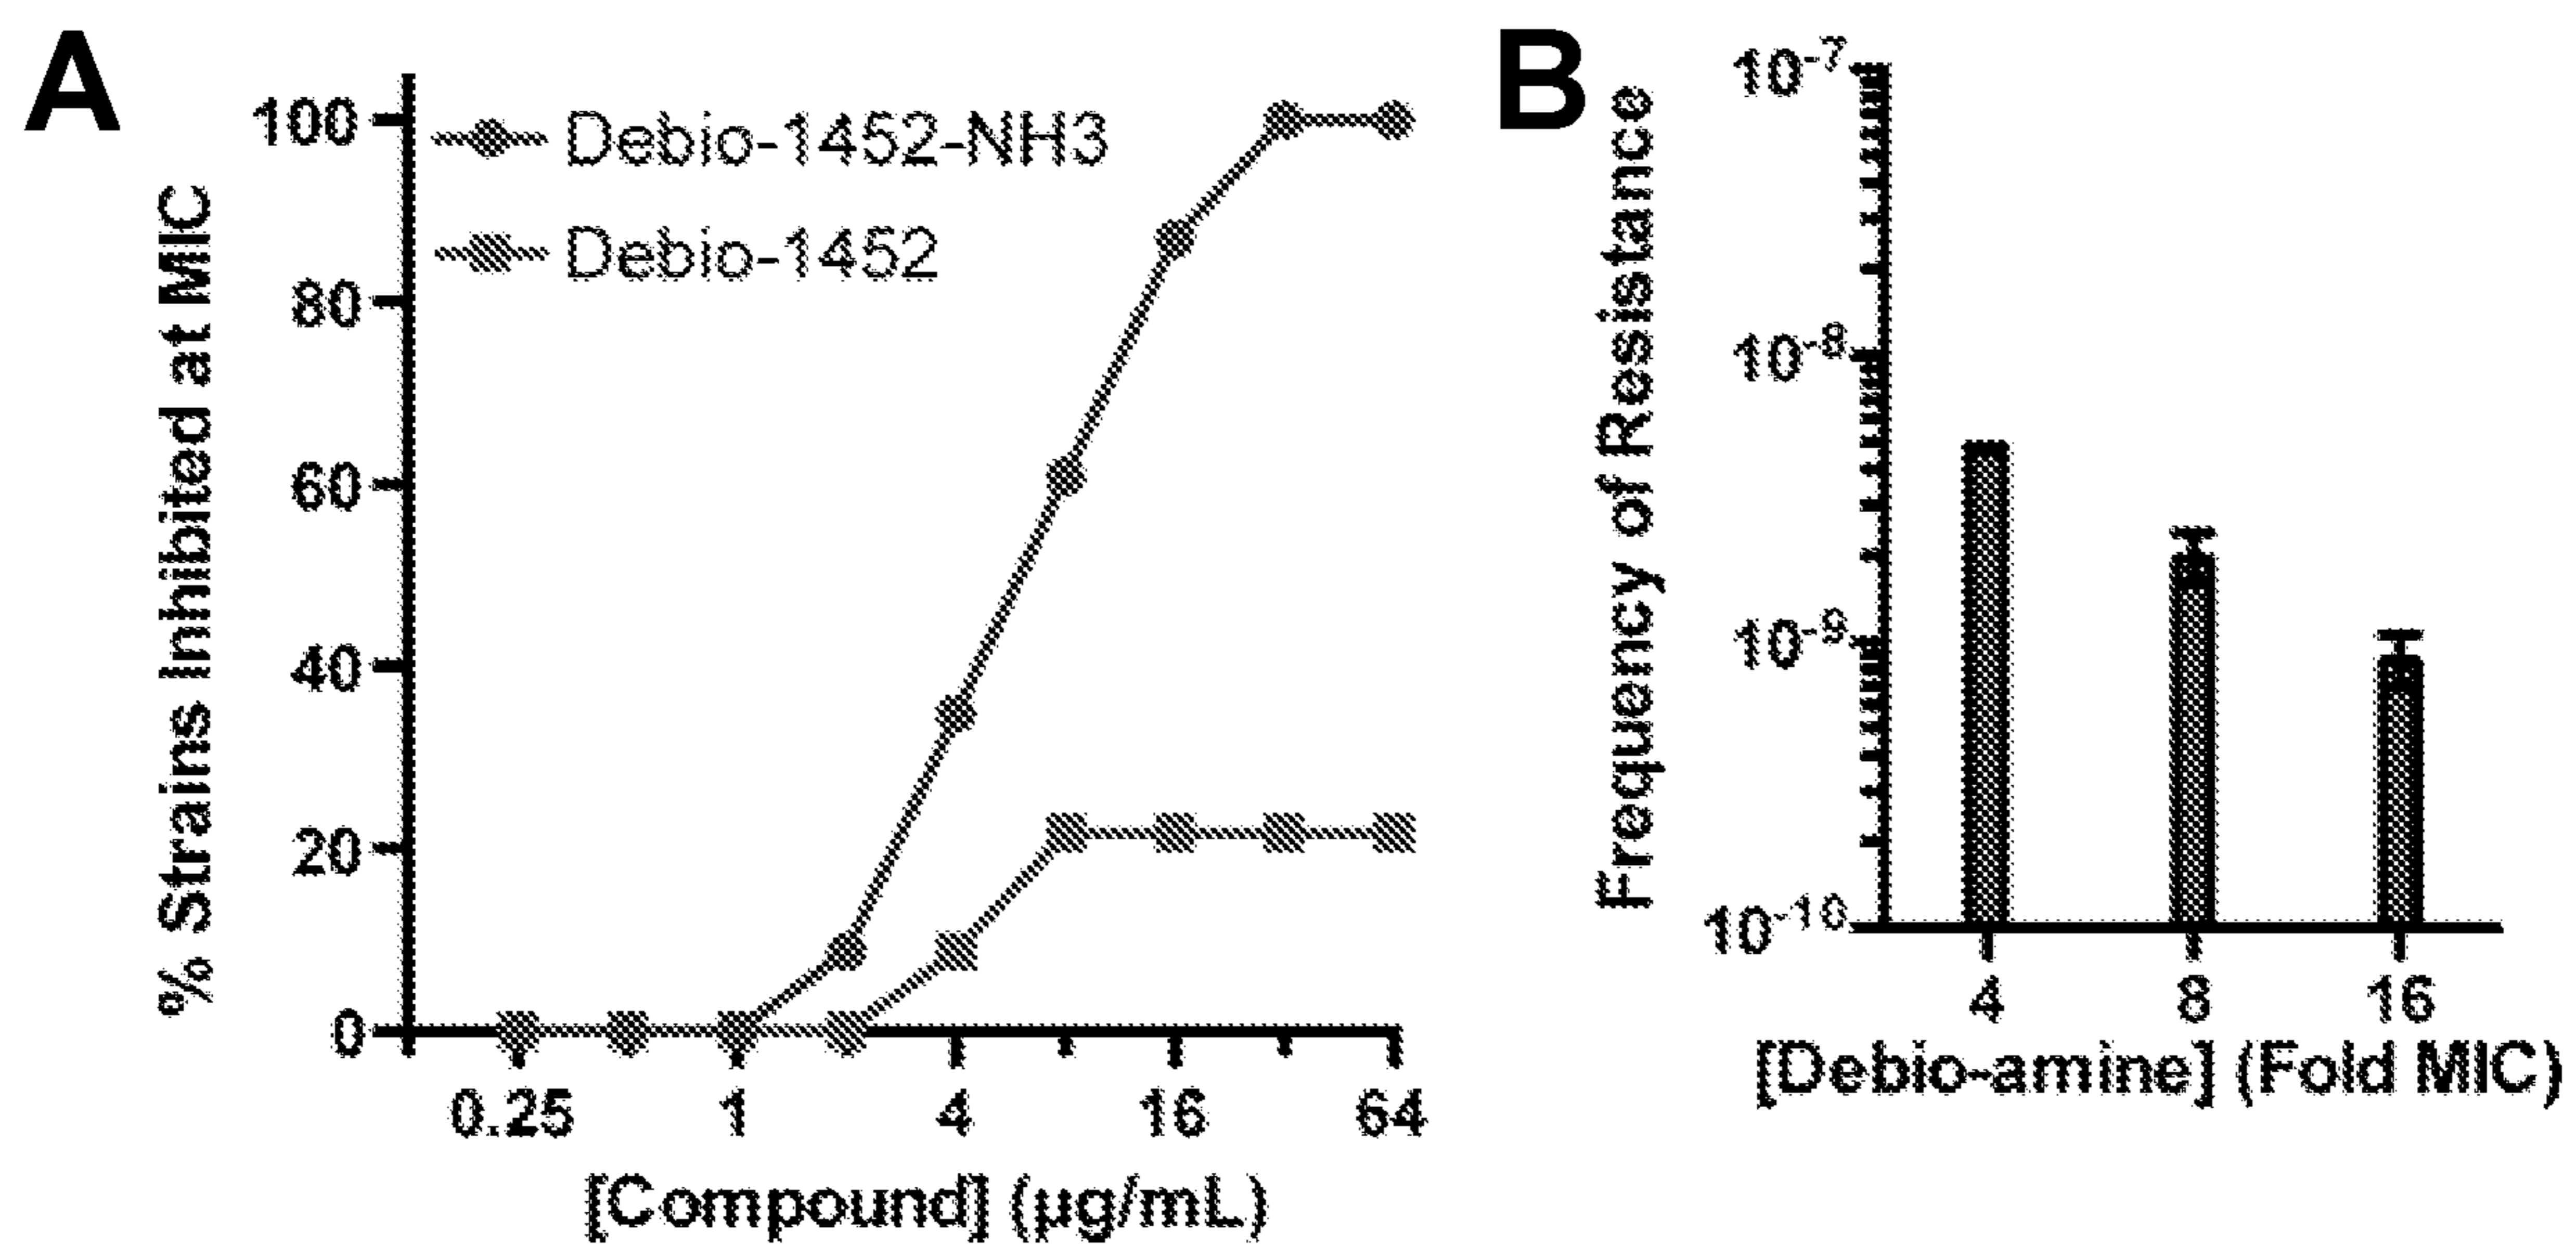 A
% Strains Inhibited at MIC
100
80
60
40
20
0
Debio-1452-NH3
Debio-1452
0.25 1 4 16 64
[Compound] (µg/mL)
B
Frequency of Resistance
10⁻⁷
10⁻⁸
10⁻⁹
10⁻¹⁰
4 8 16
[Debio-amine] (Fold MIC)